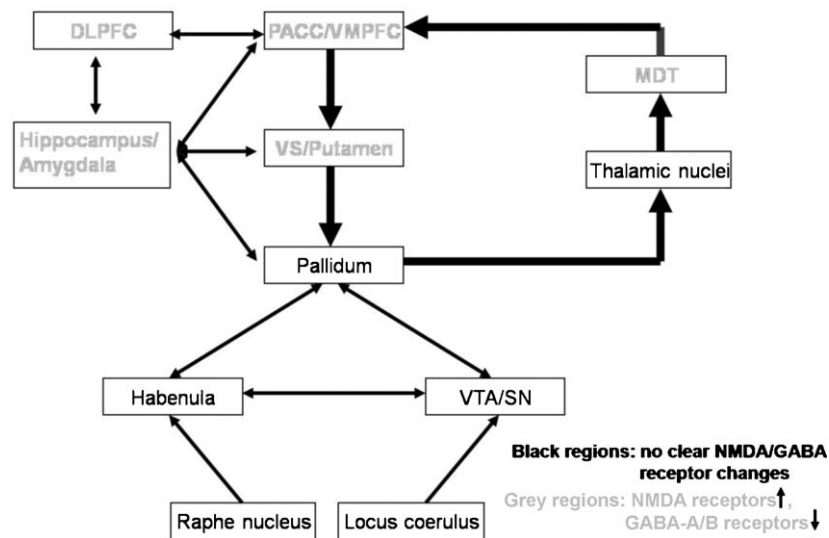 DLPFC
PACC/VMPFC
MDT
Hippocampus/
Amygdala
VS/Putamen
Thalamic nuclei
Pallidum
Habenula
VTA/SN
Raphe nucleus
Locus coerulus
Black regions: no clear NMDA/GABA
receptor changes
Grey regions: NMDA receptors↑,
GABA-A/B receptors↓